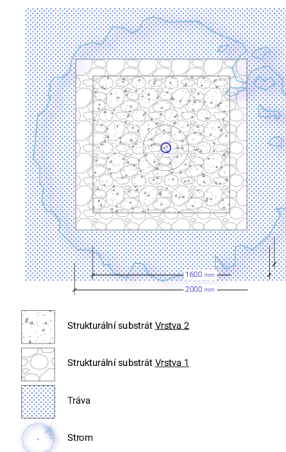 1600 mm
2000 mm
Strukturální substrát Vrstva 2
Strukturální substrát Vrstva 1
Tráva
Strom